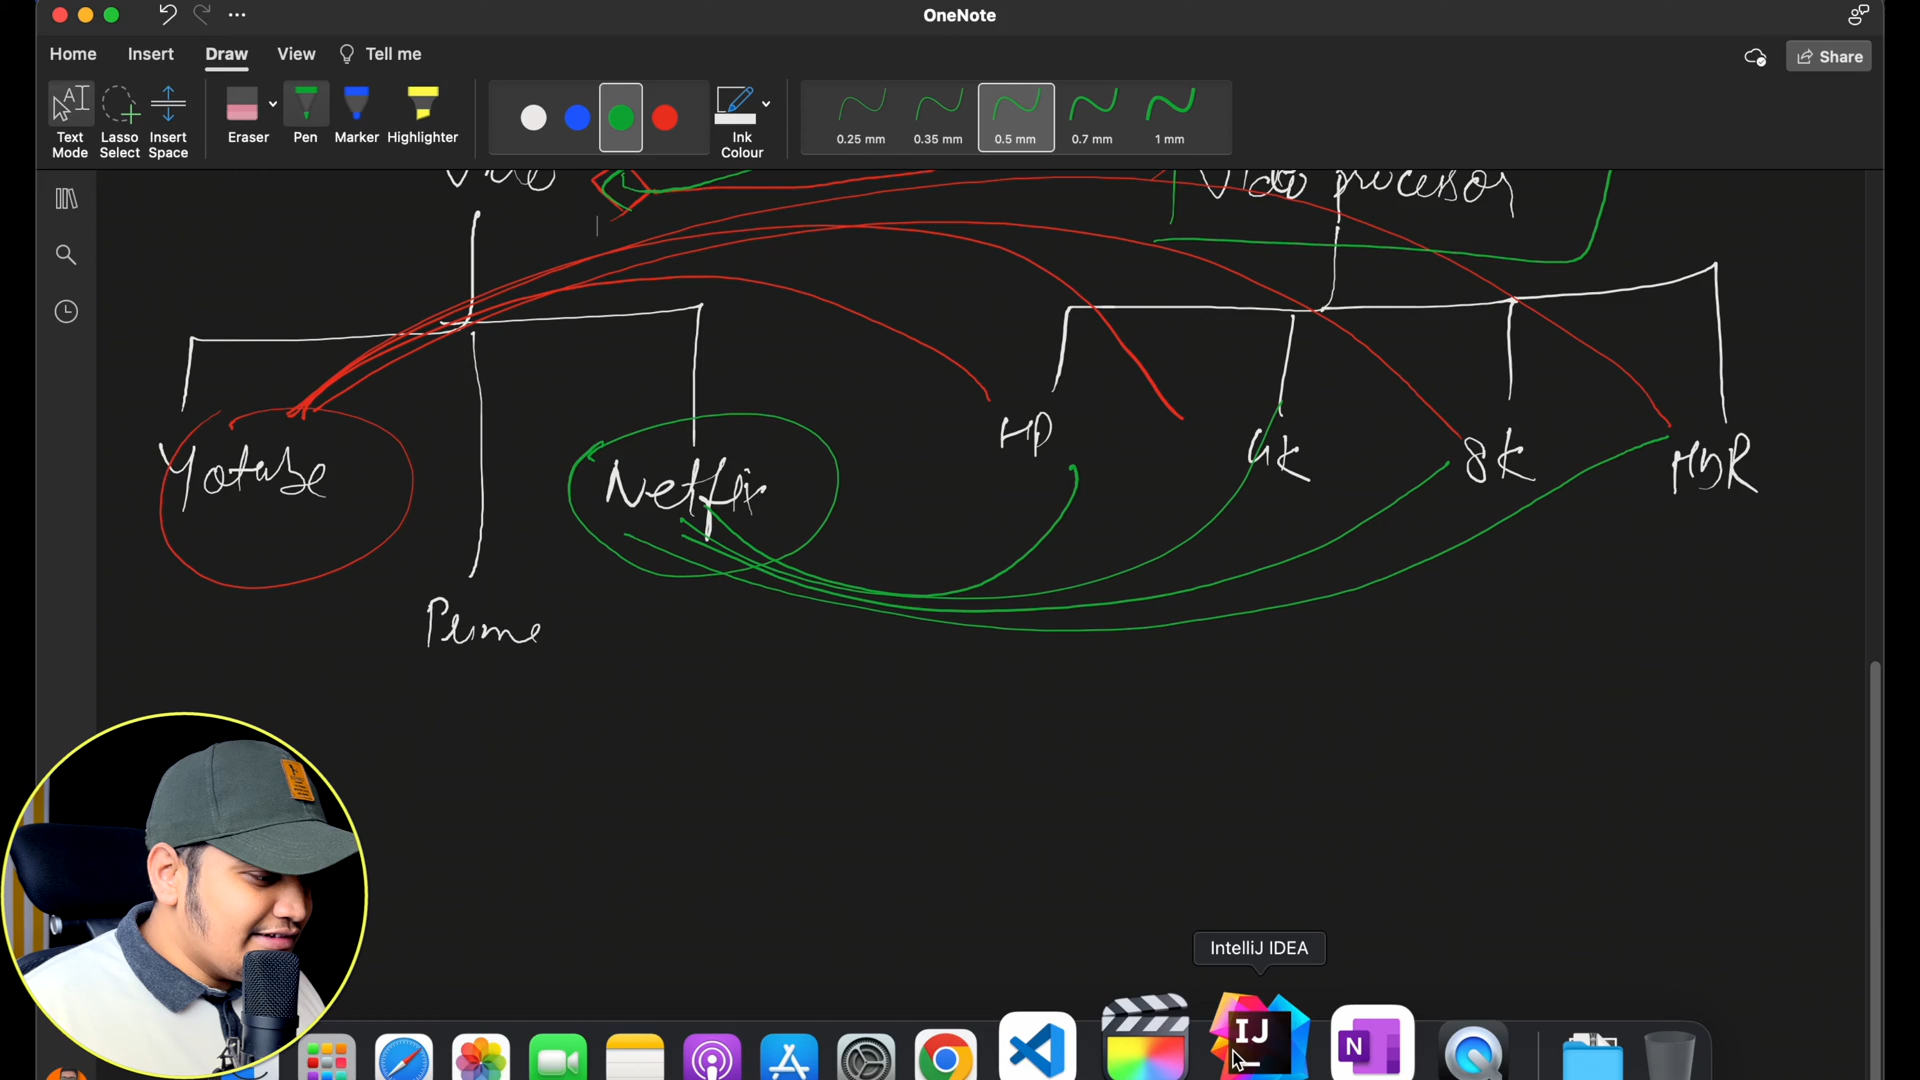 OneNote
Home Insert Draw View Tell me
Share
Text Mode
Lasso Select
Insert Space
Eraser
Pen
Marker
Highlighter
Ink Colour
0.25 mm
0.35 mm
0.5 mm
0.7 mm
1 mm
Video processor
HD
4k
8k
HDR
Yotube
Netflix
Prime
IntelliJ IDEA
IJ
N